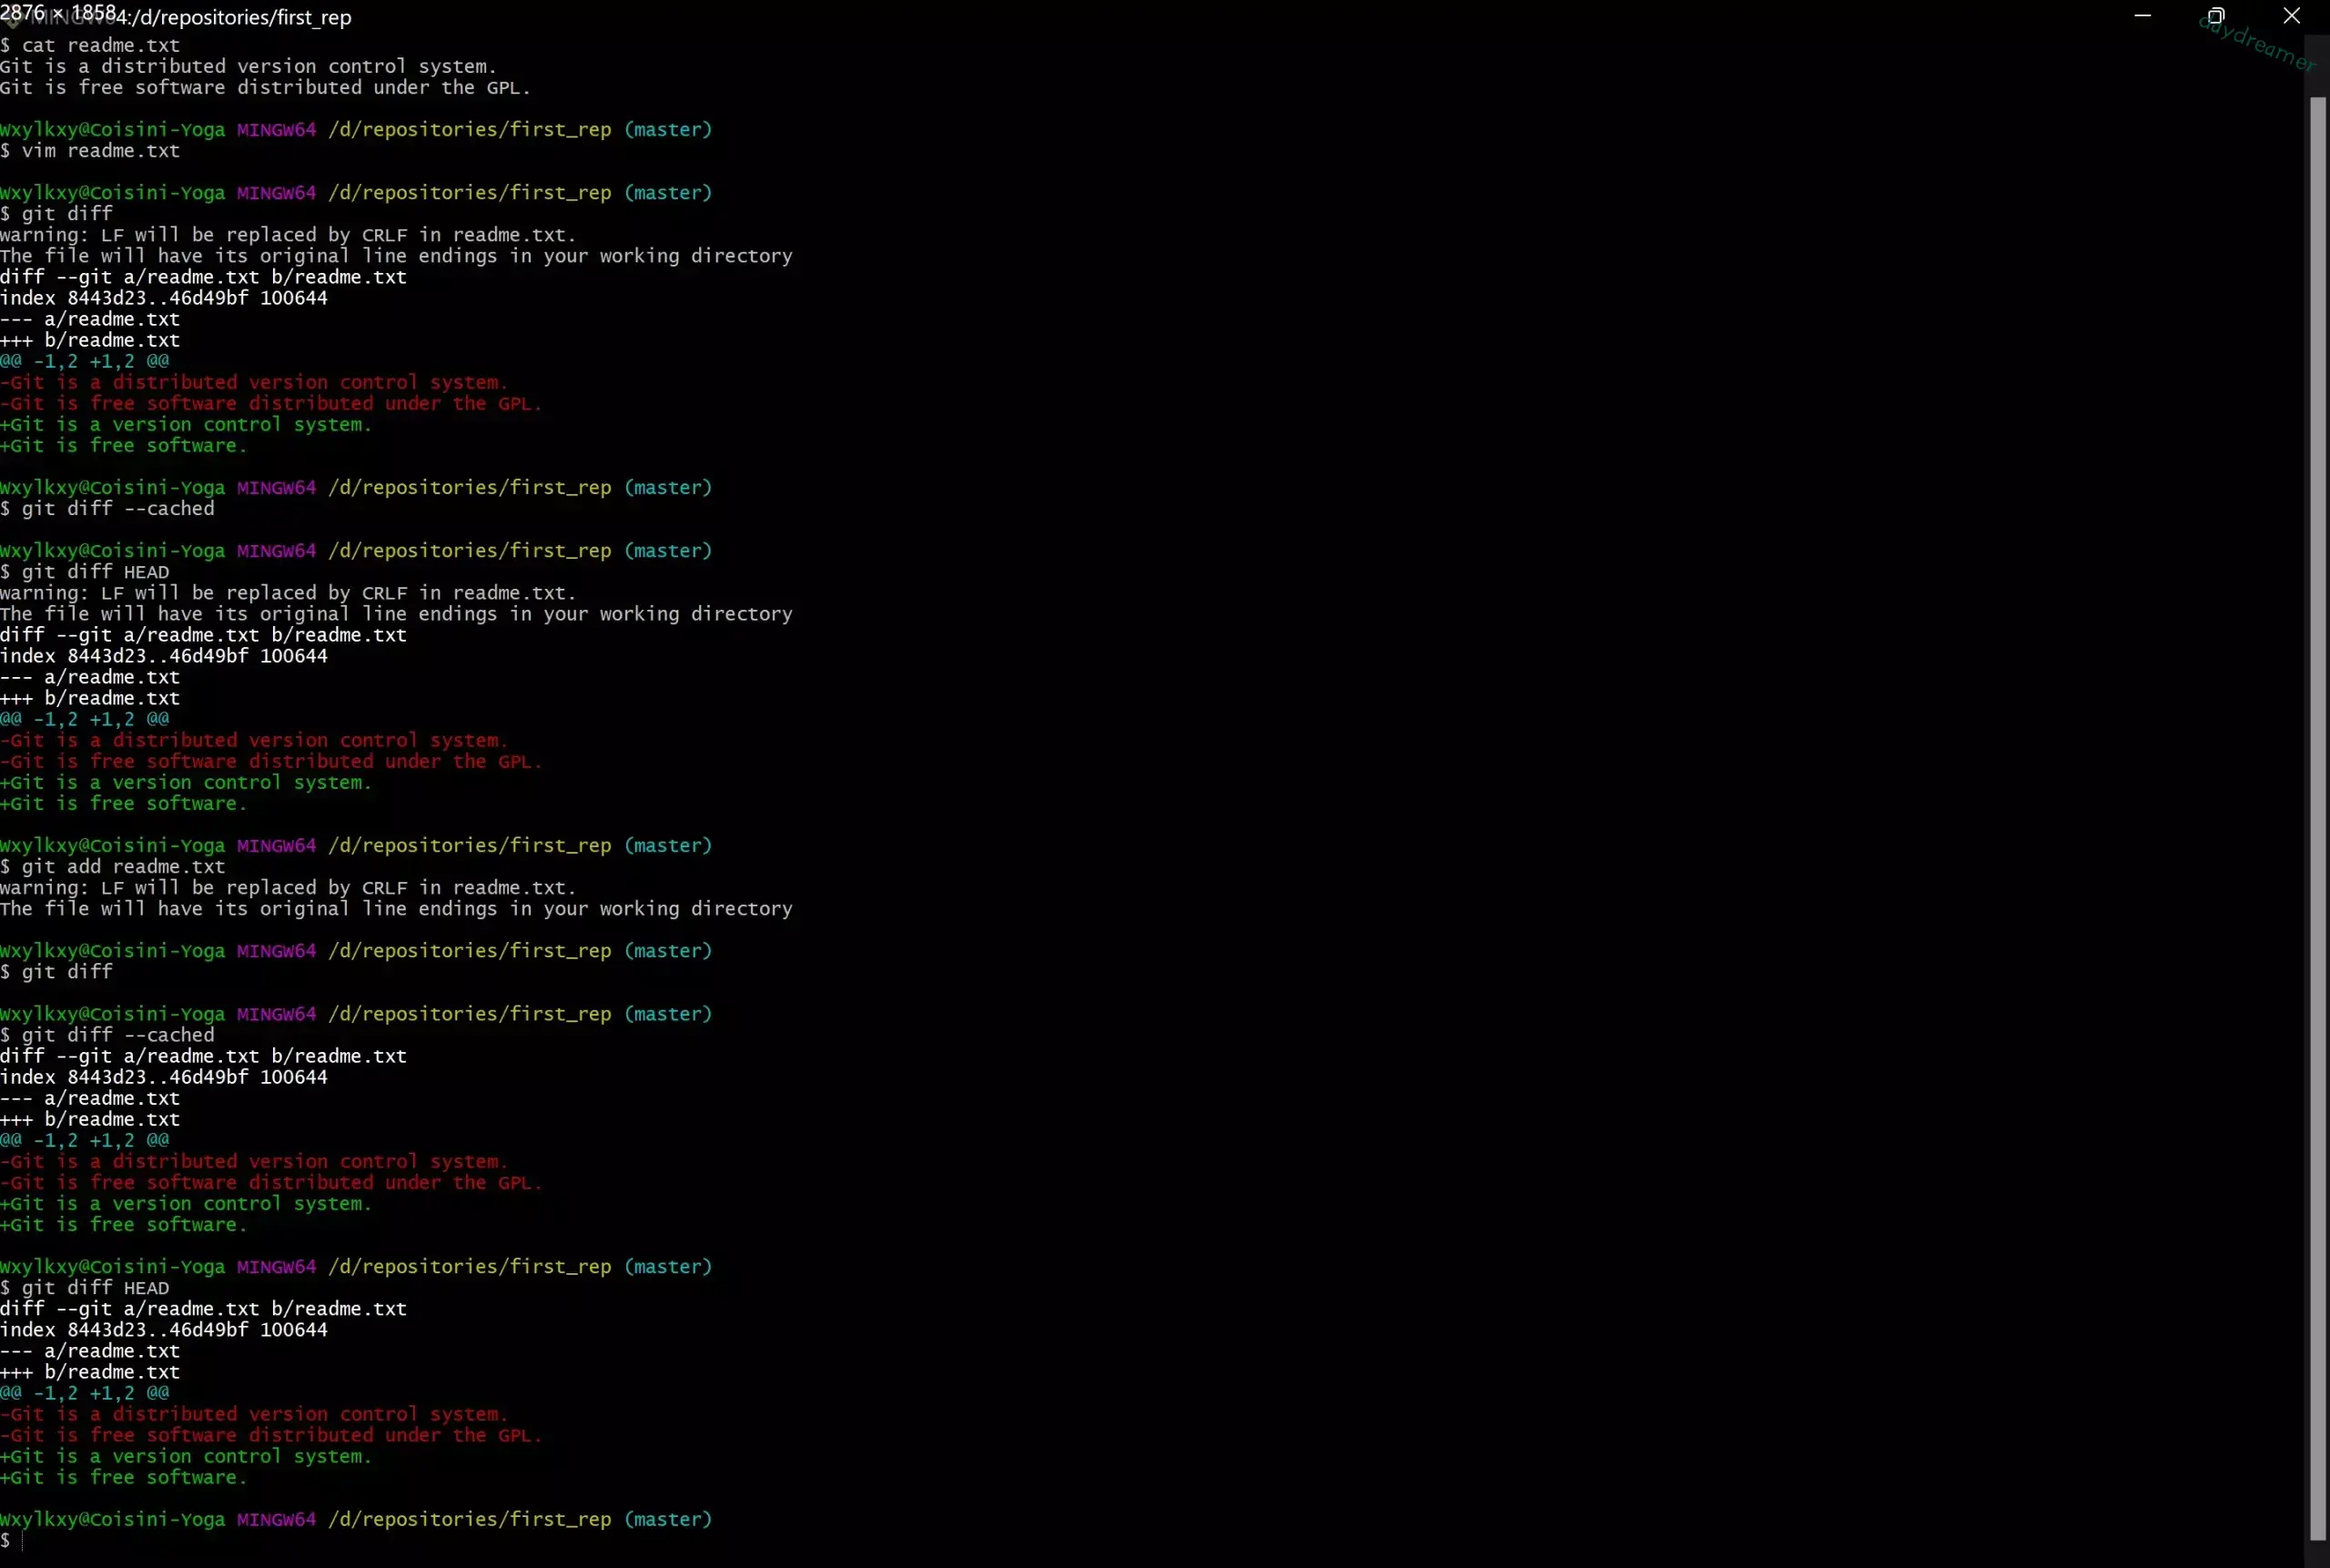 2876 × 1858
4:/d/repositories/first_rep
daydreamer
$ cat readme.txt
Git is a distributed version control system.
Git is free software distributed under the GPL.
wxylkxy@Coisini-Yoga MINGW64 /d/repositories/first_rep (master)
$ vim readme.txt
wxylkxy@Coisini-Yoga MINGW64 /d/repositories/first_rep (master)
$ git diff
warning: LF will be replaced by CRLF in readme.txt.
The file will have its original line endings in your working directory
diff --git a/readme.txt b/readme.txt
index 8443d23..46d49bf 100644
--- a/readme.txt
+++ b/readme.txt
@@ -1,2 +1,2 @@
-Git is a distributed version control system.
-Git is free software distributed under the GPL.
+Git is a version control system.
+Git is free software.
wxylkxy@Coisini-Yoga MINGW64 /d/repositories/first_rep (master)
$ git diff --cached
wxylkxy@Coisini-Yoga MINGW64 /d/repositories/first_rep (master)
$ git diff HEAD
warning: LF will be replaced by CRLF in readme.txt.
The file will have its original line endings in your working directory
diff --git a/readme.txt b/readme.txt
index 8443d23..46d49bf 100644
--- a/readme.txt
+++ b/readme.txt
@@ -1,2 +1,2 @@
-Git is a distributed version control system.
-Git is free software distributed under the GPL.
+Git is a version control system.
+Git is free software.
wxylkxy@Coisini-Yoga MINGW64 /d/repositories/first_rep (master)
$ git add readme.txt
warning: LF will be replaced by CRLF in readme.txt.
The file will have its original line endings in your working directory
wxylkxy@Coisini-Yoga MINGW64 /d/repositories/first_rep (master)
$ git diff
wxylkxy@Coisini-Yoga MINGW64 /d/repositories/first_rep (master)
$ git diff --cached
diff --git a/readme.txt b/readme.txt
index 8443d23..46d49bf 100644
--- a/readme.txt
+++ b/readme.txt
@@ -1,2 +1,2 @@
-Git is a distributed version control system.
-Git is free software distributed under the GPL.
+Git is a version control system.
+Git is free software.
wxylkxy@Coisini-Yoga MINGW64 /d/repositories/first_rep (master)
$ git diff HEAD
diff --git a/readme.txt b/readme.txt
index 8443d23..46d49bf 100644
--- a/readme.txt
+++ b/readme.txt
@@ -1,2 +1,2 @@
-Git is a distributed version control system.
-Git is free software distributed under the GPL.
+Git is a version control system.
+Git is free software.
wxylkxy@Coisini-Yoga MINGW64 /d/repositories/first_rep (master)
$